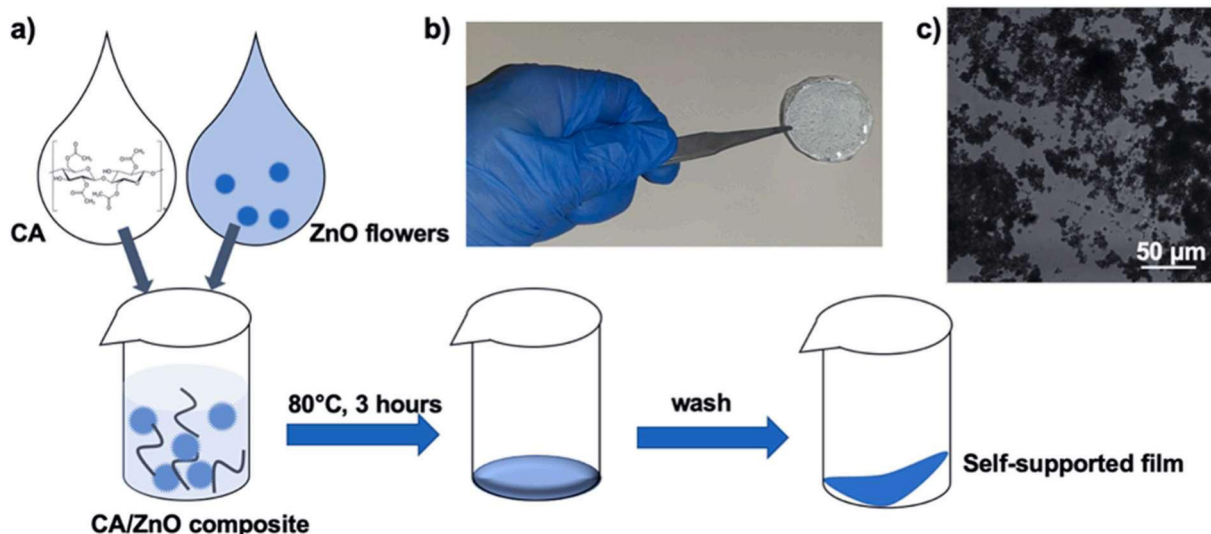 a)
b)
c)
CA
ZnO flowers
50 µm
80°C, 3 hours
wash
Self-supported film
CA/ZnO composite